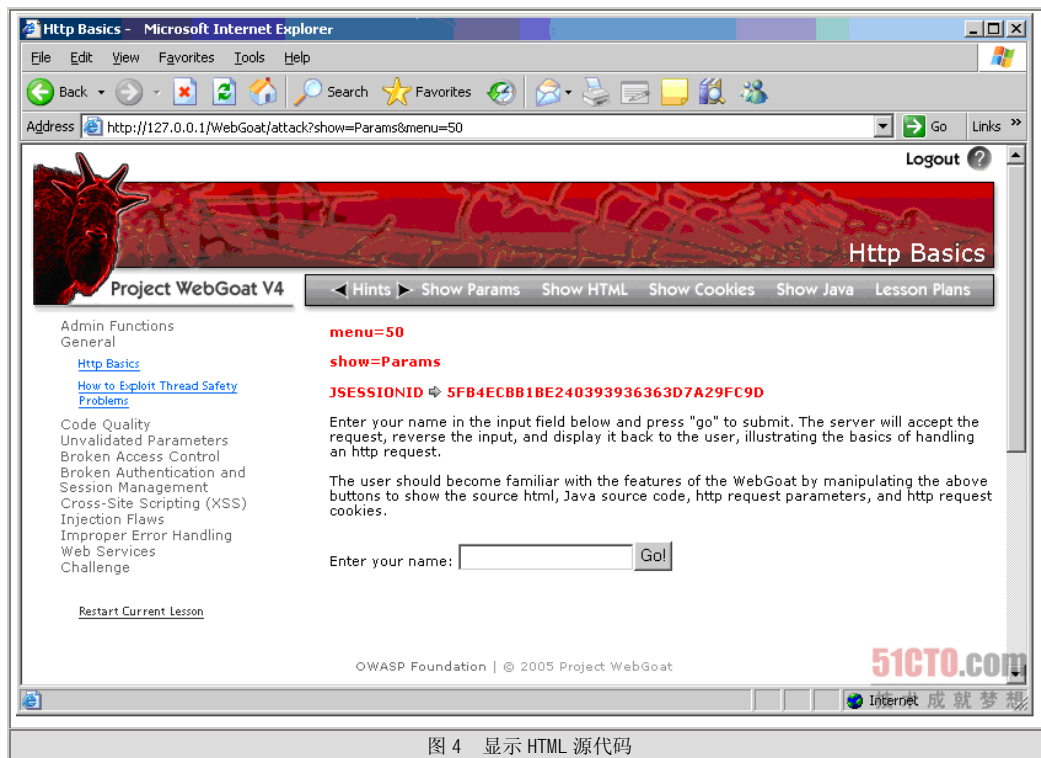 Http Basics - Microsoft Internet Explorer
File Edit View Favorites Tools Help
Back Search Favorites
Address http://127.0.0.1/WebGoat/attack?show=Params&menu=50 Go Links »
Logout ?
Http Basics
Project WebGoat V4
Hints Show Params Show HTML Show Cookies Show Java Lesson Plans
Admin Functions
General
Http Basics
How to Exploit Thread Safety
Problems
Code Quality
Unvalidated Parameters
Broken Access Control
Broken Authentication and
Session Management
Cross-Site Scripting (XSS)
Injection Flaws
Improper Error Handling
Web Services
Challenge
Restart Current Lesson
menu=50
show=Params
JSESSIONID ⇨ 5FB4ECBB1BE240393936363D7A29FC9D
Enter your name in the input field below and press "go" to submit. The server will accept the
request, reverse the input, and display it back to the user, illustrating the basics of handling
an http request.
The user should become familiar with the features of the WebGoat by manipulating the above
buttons to show the source html, Java source code, http request parameters, and http request
cookies.
Enter your name: Go!
OWASP Foundation | © 2005 Project WebGoat
51CTO.com
技术成就梦想
Internet
图 4 显示 HTML 源代码